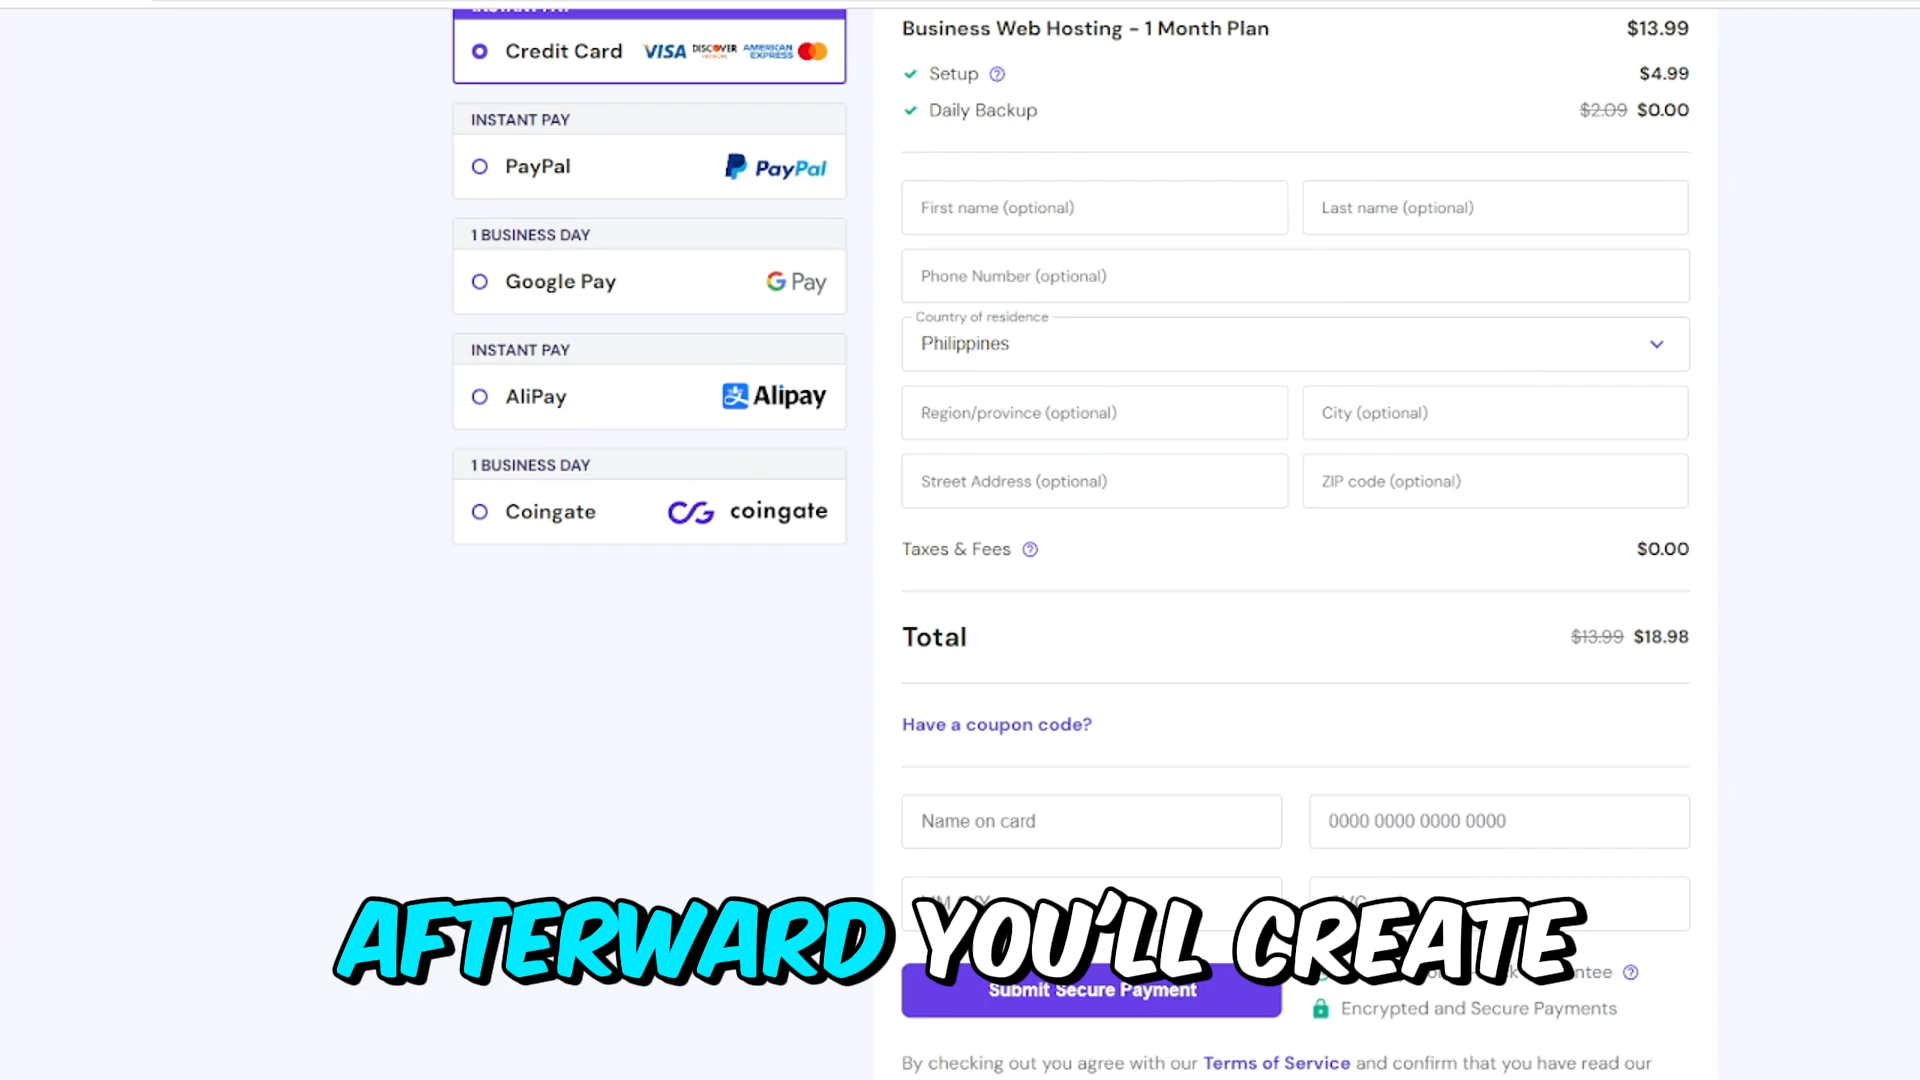 Credit Card VISA DISCOVER AMERICAN EXPRESS
INSTANT PAY
PayPal PayPal
1 BUSINESS DAY
Google Pay G Pay
INSTANT PAY
AliPay Alipay
1 BUSINESS DAY
Coingate coingate
Business Web Hosting - 1 Month Plan $13.99
Setup $4.99
Daily Backup $2.09 $0.00
First name (optional) Last name (optional)
Phone Number (optional)
Country of residence
Philippines
Region/province (optional) City (optional)
Street Address (optional) ZIP code (optional)
Taxes & Fees $0.00
Total $13.99 $18.98
Have a coupon code?
Name on card 0000 0000 0000 0000
AFTERWARD YOU'LL CREATE
Submit Secure Payment
Encrypted and Secure Payments
By checking out you agree with our Terms of Service and confirm that you have read our